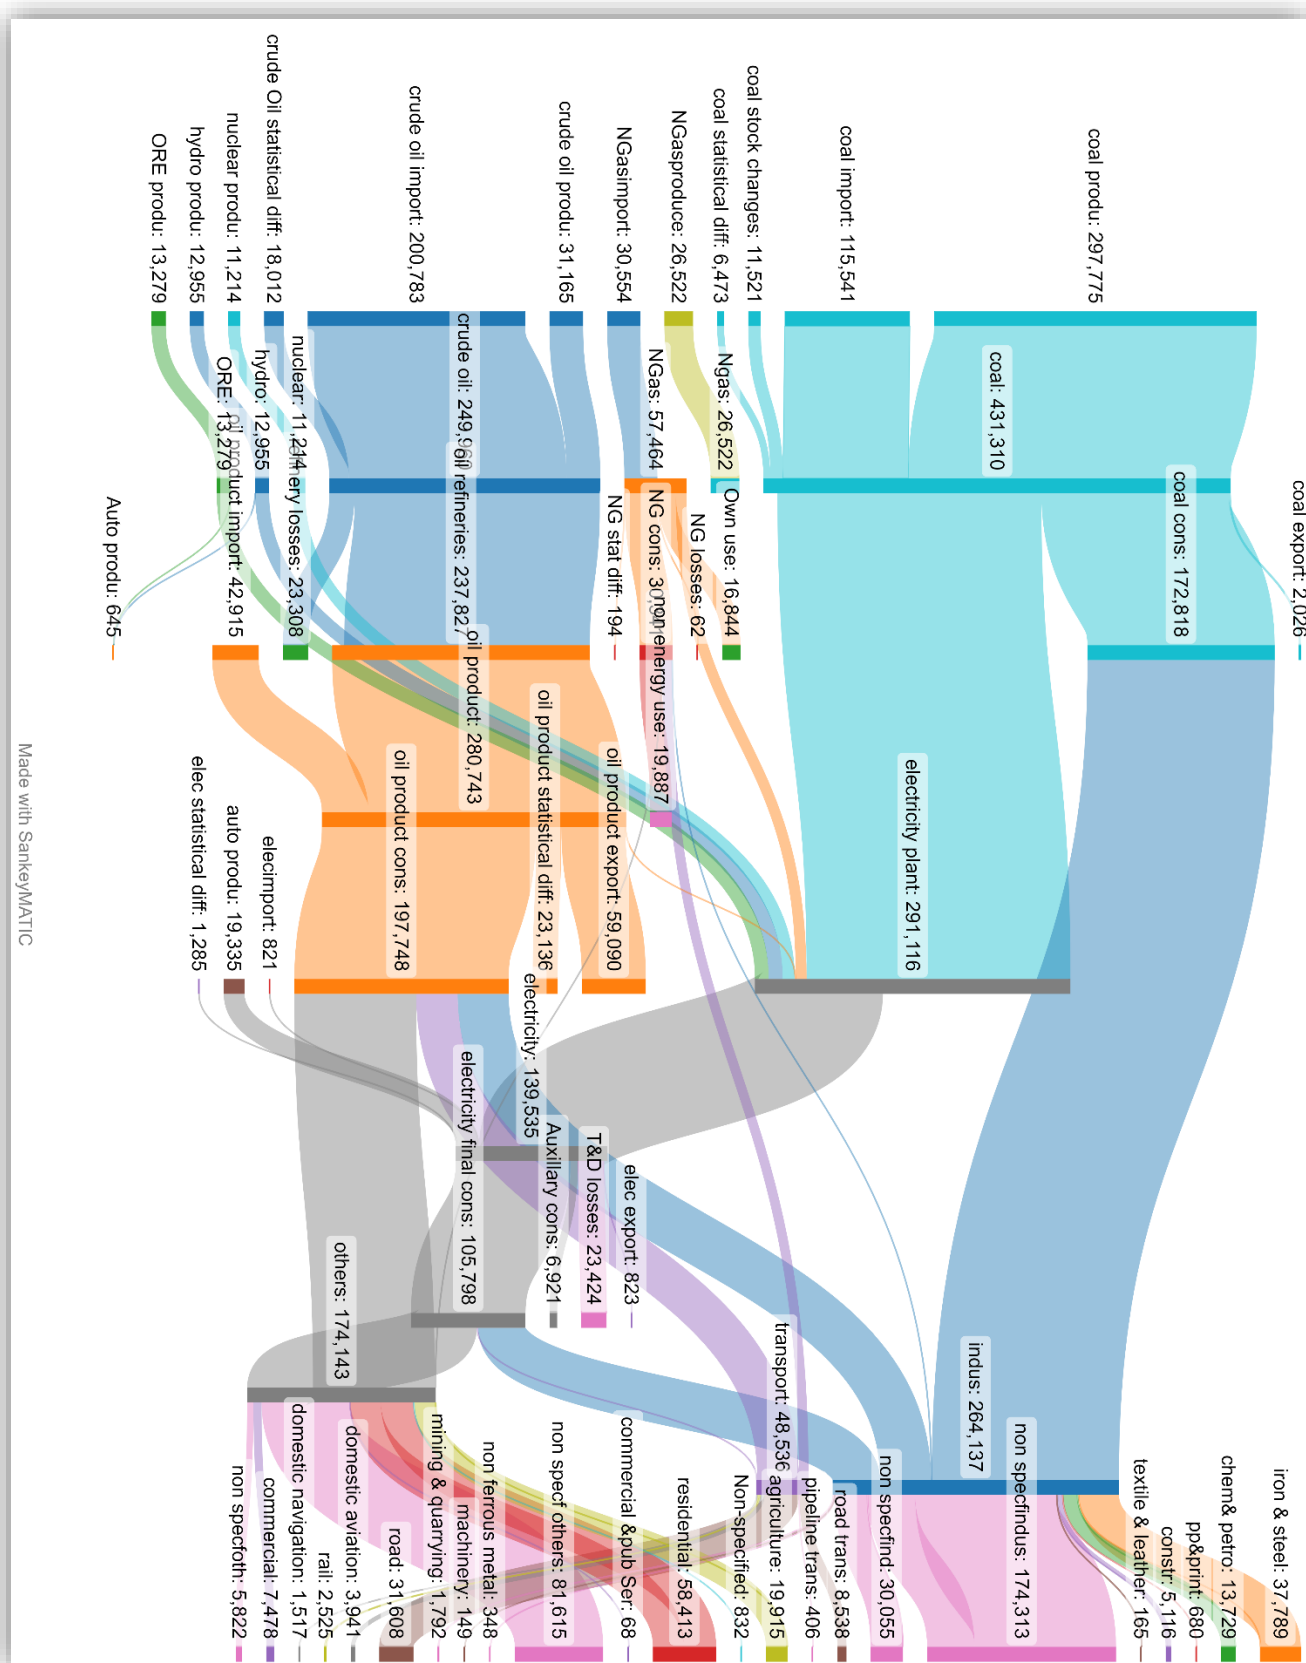 coal produ: 297,775
coal import: 115,541
coal stock changes: 11,521
coal statistical diff: 6,473
NGasproduce: 26,522
NGasimport: 30,554
crude oil produ: 31,165
crude oil import: 200,783
crude Oil statistical diff: 18,012
nuclear produ: 11,214
hydro produ: 12,955
ORE produ: 13,279
coal: 431,310
Ngas: 26,522
NGas: 57,464
crude oil: 249,960
nuclear: 11,214
hydro: 12,955
ORE: 13,279
coal export: 2,026
coal cons: 172,818
Own use: 16,844
NG losses: 62
NG cons: 30,941
NG stat diff: 194
oil refineries: 237,827
refinery losses: 23,308
oil product import: 42,915
Auto produ: 645
non energy use: 19,887
oil product: 280,743
electricity plant: 291,116
oil product export: 59,090
oil product statistical diff: 23,136
oil product cons: 197,748
elecimport: 821
auto produ: 19,335
elec statistical diff: 1,285
electricity: 139,535
elec export: 823
T&D losses: 23,424
Auxillary cons: 6,921
electricity final cons: 105,798
others: 174,143
indus: 264,137
transport: 48,536
iron & steel: 37,789
chem& petro: 13,729
pp&print: 680
constr: 5,116
textile & leather: 165
non specfindus: 174,313
non specfind: 30,055
road trans: 8,538
pipeline trans: 406
agriculture: 19,915
Non-specified: 832
residential: 58,413
commercial &pub Ser: 68
non specf others: 81,615
non ferrous metal: 348
machinery: 149
mining & quarrying: 1,792
road: 31,608
domestic aviation: 3,941
rail: 2,525
domestic navigation: 1,517
commercial: 7,478
non specfoth: 5,822
Made with SankeyMATIC